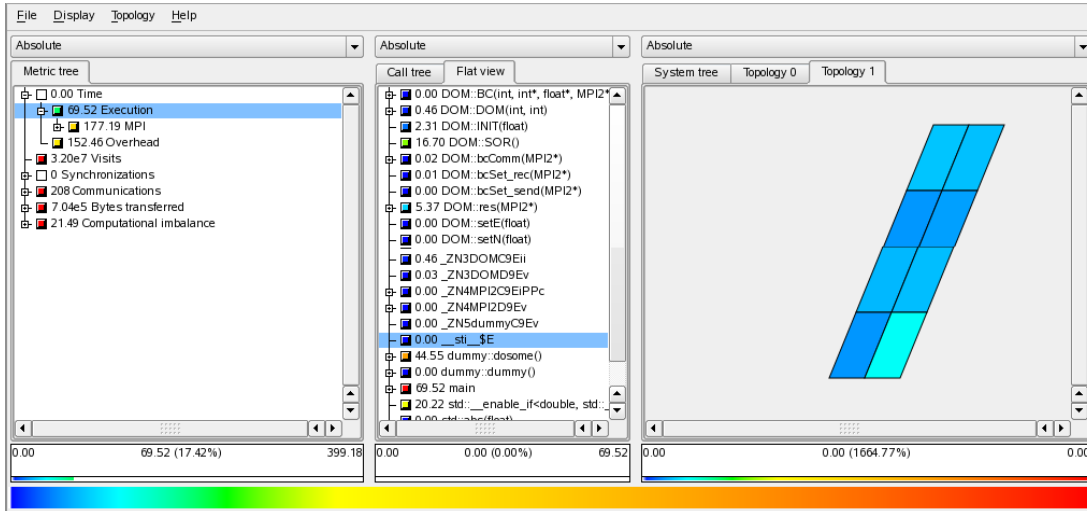 File Display Topology Help
Absolute Absolute Absolute
Metric tree Call tree Flat view System tree Topology 0 Topology 1
0.00 Time
69.52 Execution
177.19 MPI
152.46 Overhead
3.20e7 Visits
0 Synchronizations
208 Communications
7.04e5 Bytes transferred
21.49 Computational imbalance
0.00 DOM::BC(int, int*, float*, MPI2*
0.46 DOM::DOM(int, int)
2.31 DOM::INIT(float)
16.70 DOM::SOR()
0.02 DOM::bcComm(MPI2*)
0.01 DOM::bcSet_rec(MPI2*)
0.00 DOM::bcSet_send(MPI2*)
5.37 DOM::res(MPI2*)
0.00 DOM::setE(float)
0.00 DOM::setN(float)
0.46 _ZN3DOMC9Eii
0.03 _ZN3DOMD9Ev
0.00 _ZN4MPI2C9EiPPc
0.00 _ZN4MPI2D9Ev
0.00 _ZN5dummyC9Ev
0.00 __sti__$E
44.55 dummy::dosome()
0.00 dummy::dummy()
69.52 main
20.22 std::__enable_if<double, std::_
0.00 std::abs(float)
0.00 69.52 (17.42%) 399.18 0.00 0.00 (0.00%) 69.52 0.00 0.00 (1664.77%) 0.00